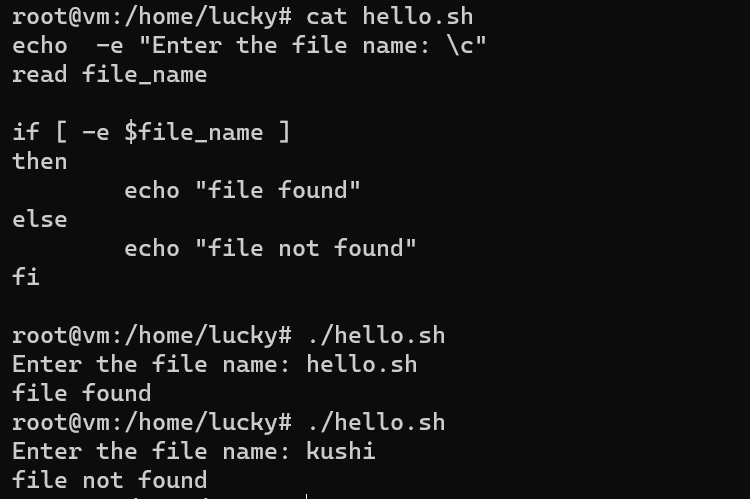 root@vm:/home/lucky# cat hello.sh
echo  -e "Enter the file name: \c"
read file_name

if [ -e $file_name ]
then
        echo "file found"
else
        echo "file not found"
fi

root@vm:/home/lucky# ./hello.sh
Enter the file name: hello.sh
file found
root@vm:/home/lucky# ./hello.sh
Enter the file name: kushi
file not found